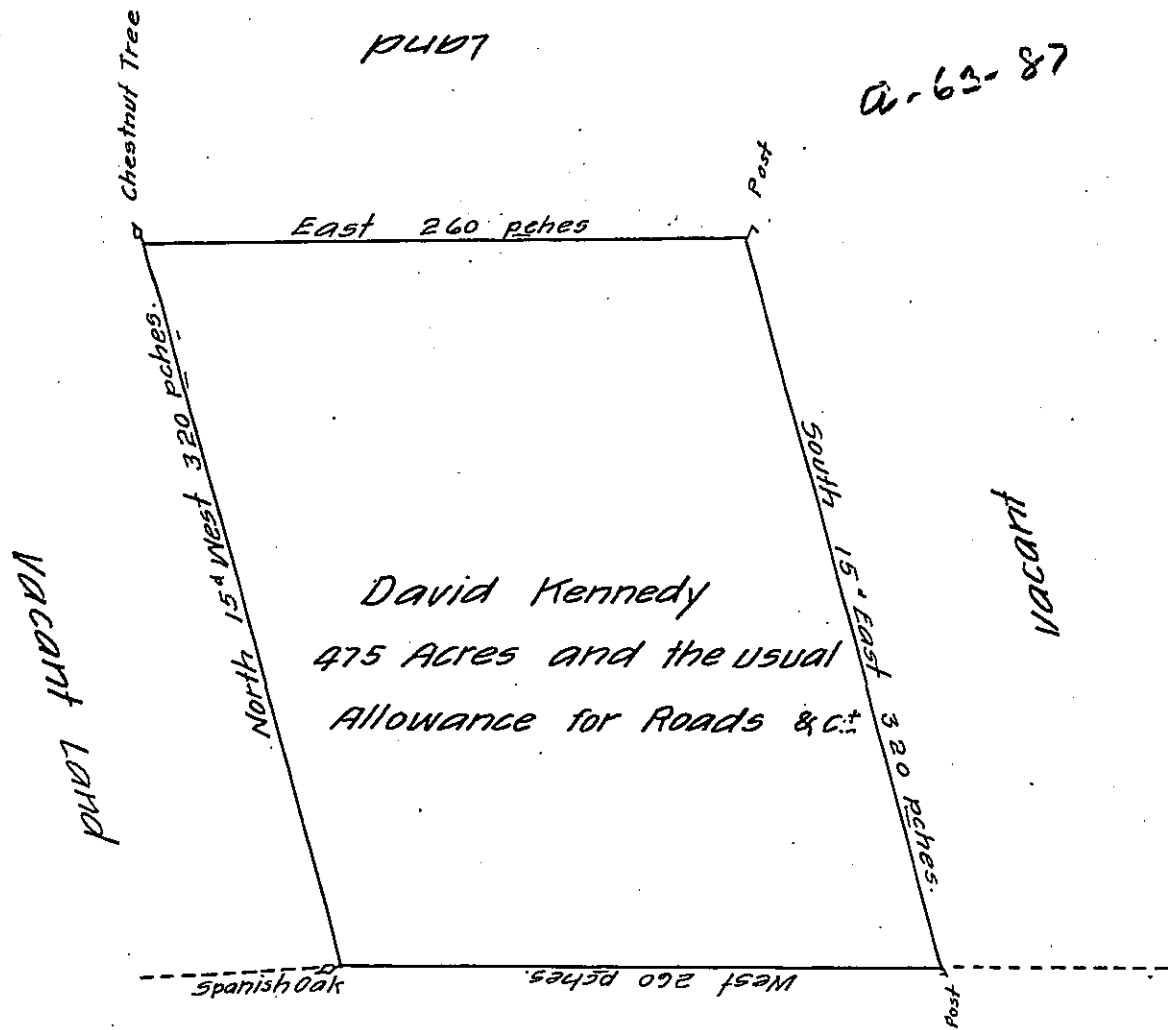 Land
a-63-87
Chestnut Tree
Post
East 260 pches
North 15d West 320 pches.
South 15d East 320 pches.
Vacant Land
vacant
David Kennedy
475 Acres and the usual
Allowance for Roads & ct
Spanish Oak
West 260 pches.
Post